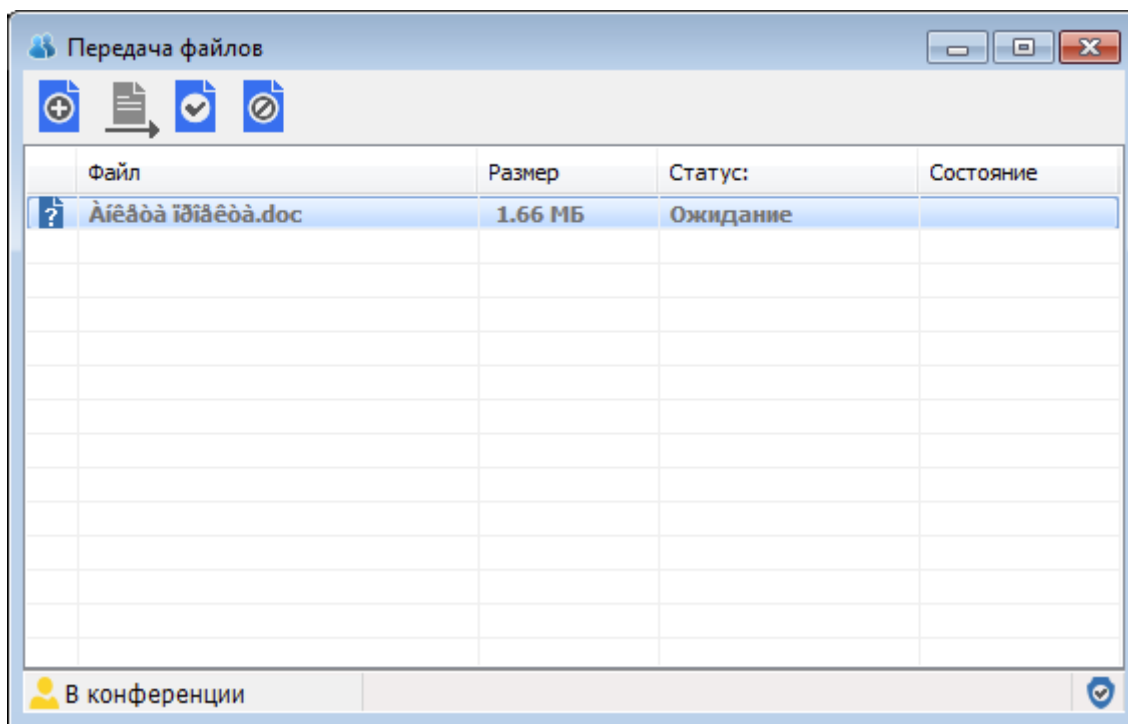 Передача файлов
Файл Размер Статус: Состояние
Àíêåòà ïðîåêòà.doc 1.66 МБ Ожидание
В конференции